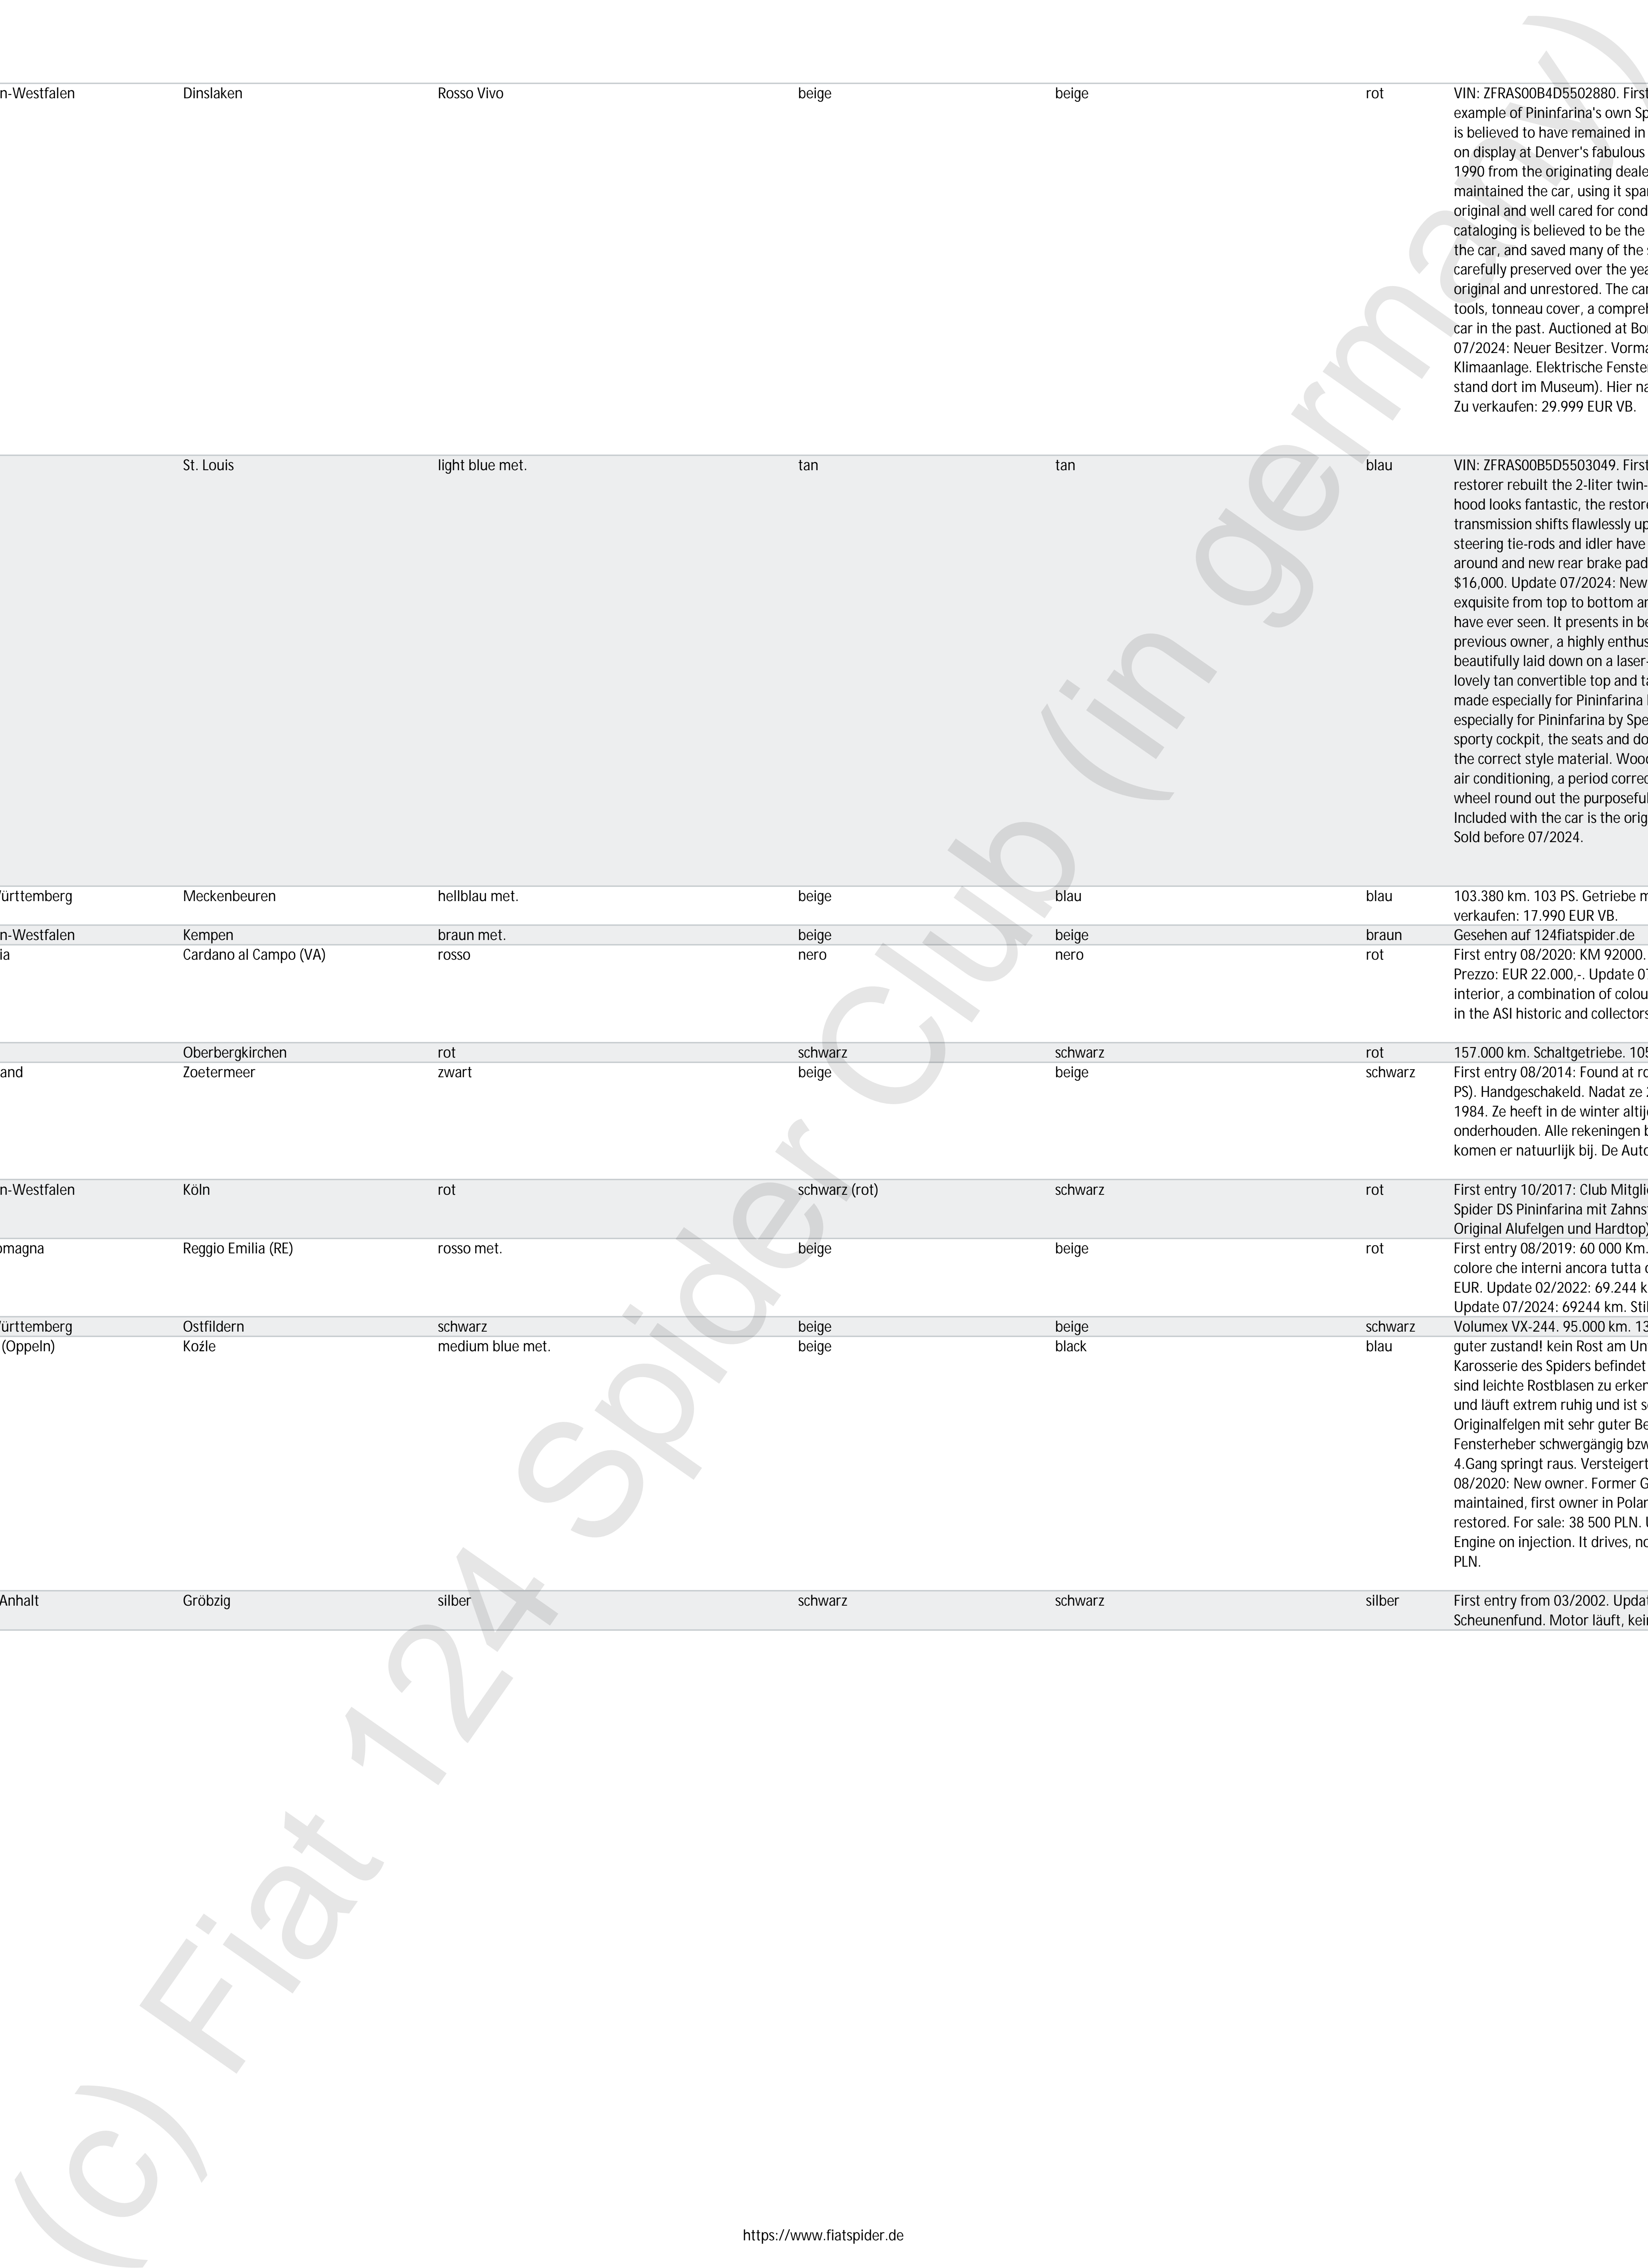 n-Westfalen Dinslaken Rosso Vivo beige beige rot VIN: ZFRAS00B4D5502880. First
example of Pininfarina's own Sp
is believed to have remained in
on display at Denver's fabulous
1990 from the originating deale
maintained the car, using it spa
original and well cared for cond
cataloging is believed to be the
the car, and saved many of the
carefully preserved over the yea
original and unrestored. The car
tools, tonneau cover, a compreh
car in the past. Auctioned at Bo
07/2024: Neuer Besitzer. Vorma
Klimaanlage. Elektrische Fenste
stand dort im Museum). Hier na
Zu verkaufen: 29.999 EUR VB.
St. Louis light blue met. tan tan blau VIN: ZFRAS00B5D5503049. First
restorer rebuilt the 2-liter twin-
hood looks fantastic, the restor
transmission shifts flawlessly up
steering tie-rods and idler have
around and new rear brake pad
$16,000. Update 07/2024: New
exquisite from top to bottom an
have ever seen. It presents in be
previous owner, a highly enthus
beautifully laid down on a laser-
lovely tan convertible top and ta
made especially for Pininfarina
especially for Pininfarina by Spe
sporty cockpit, the seats and do
the correct style material. Wood
air conditioning, a period correc
wheel round out the purposeful
Included with the car is the orig
Sold before 07/2024.
ürttemberg Meckenbeuren hellblau met. beige blau blau 103.380 km. 103 PS. Getriebe m
verkaufen: 17.990 EUR VB.
n-Westfalen Kempen braun met. beige beige braun Gesehen auf 124fiatspider.de
ia Cardano al Campo (VA) rosso nero nero rot First entry 08/2020: KM 92000.
Prezzo: EUR 22.000,-. Update 07
interior, a combination of colou
in the ASI historic and collectors
Oberbergkirchen rot schwarz schwarz rot 157.000 km. Schaltgetriebe. 105
and Zoetermeer zwart beige beige schwarz First entry 08/2014: Found at ro
PS). Handgeschakeld. Nadat ze
1984. Ze heeft in de winter altij
onderhouden. Alle rekeningen b
komen er natuurlijk bij. De Auto
n-Westfalen Köln rot schwarz (rot) schwarz rot First entry 10/2017: Club Mitgli
Spider DS Pininfarina mit Zahnst
Original Alufelgen und Hardtop)
omagna Reggio Emilia (RE) rosso met. beige beige rot First entry 08/2019: 60 000 Km.
colore che interni ancora tutta o
EUR. Update 02/2022: 69.244 k
Update 07/2024: 69244 km. Stil
ürttemberg Ostfildern schwarz beige beige schwarz Volumex VX-244. 95.000 km. 13
(Oppeln) Koźle medium blue met. beige black blau guter zustand! kein Rost am Un
Karosserie des Spiders befindet
sind leichte Rostblasen zu erken
und läuft extrem ruhig und ist s
Originalfelgen mit sehr guter Be
Fensterheber schwergängig bzw
4.Gang springt raus. Versteigert
08/2020: New owner. Former G
maintained, first owner in Polan
restored. For sale: 38 500 PLN. U
Engine on injection. It drives, no
PLN.
Anhalt Gröbzig silber schwarz schwarz silber First entry from 03/2002. Updat
Scheunenfund. Motor läuft, kein
(c) Fiat 124 Spider Club (in germany)
https://www.fiatspider.de